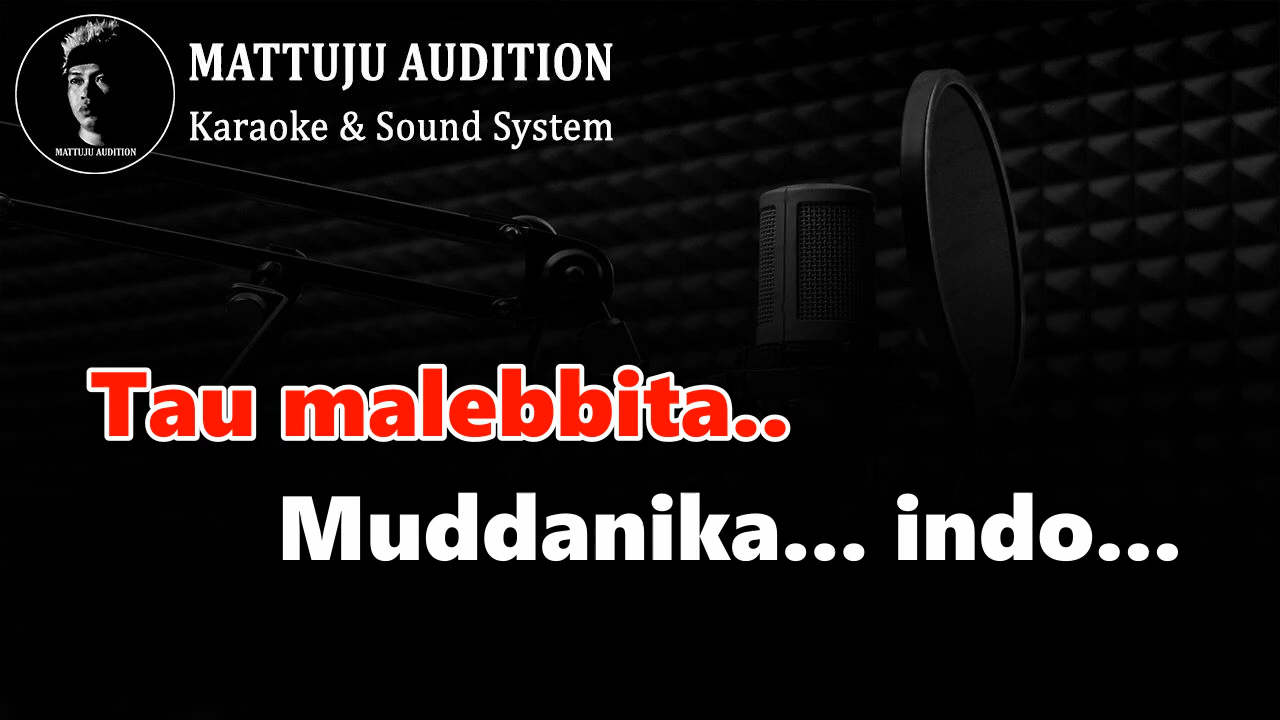 MATTUJU AUDITION
Karaoke & Sound System
MATTUJU AUDITION
Tau malebbita..
Muddanika... indo...